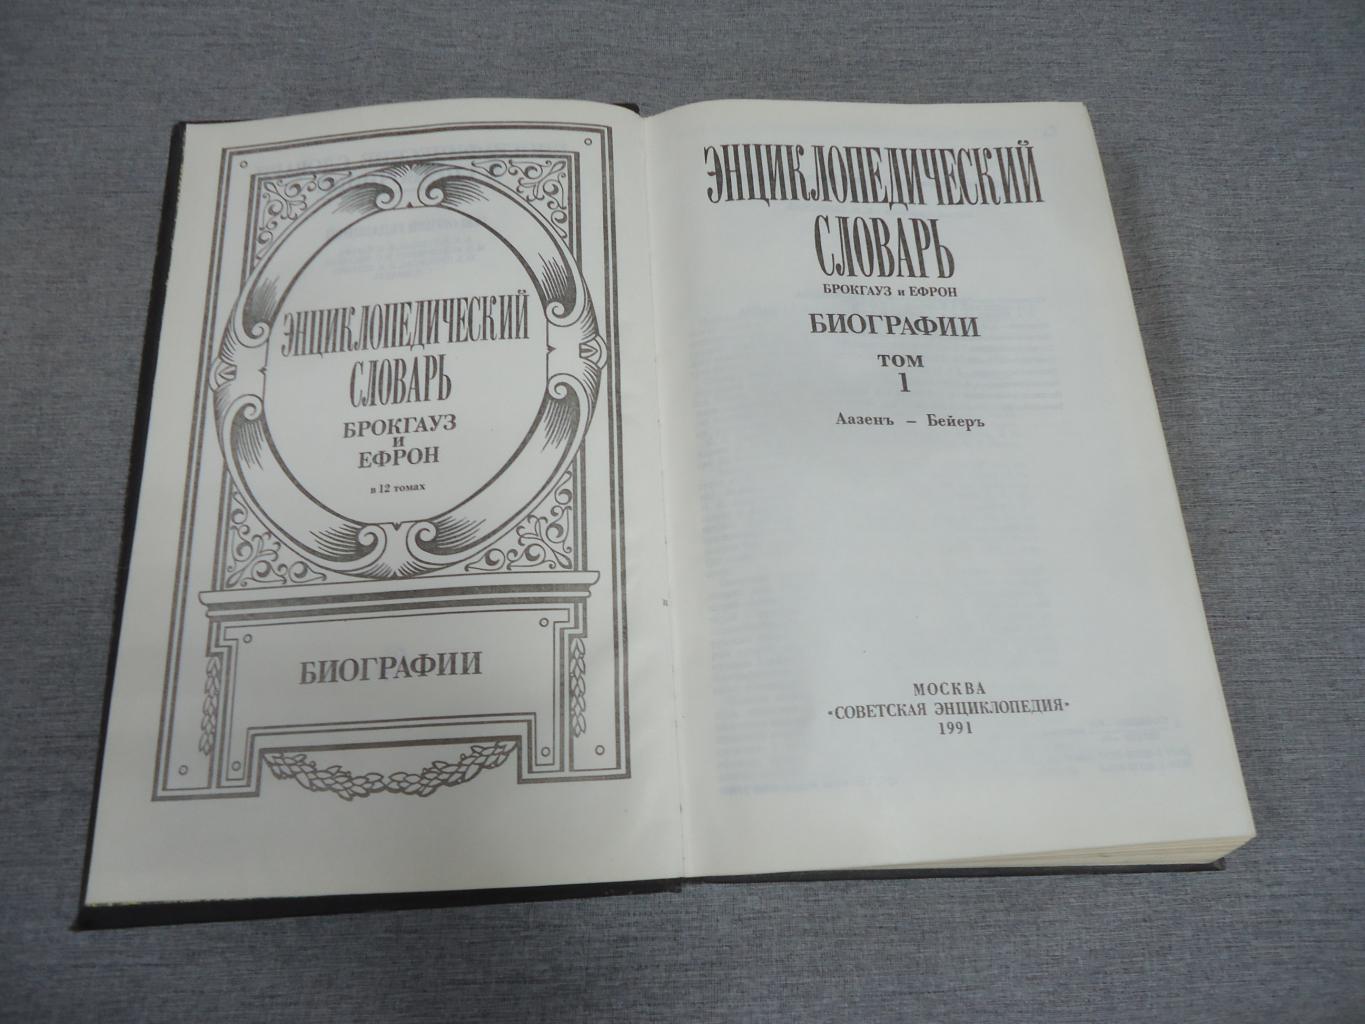 ЭНЦИКЛОПЕДИЧЕСКИЙ
СЛОВАРЬ
БРОКГАУЗ
и
ЕФРОН
в 12 томах
БИОГРАФИИ
ЭНЦИКЛОПЕДИЧЕСКИЙ
СЛОВАРЬ
БРОКГАУЗ и ЕФРОН
БИОГРАФИИ
ТОМ
1
Аазенъ – Бейеръ
МОСКВА
«СОВЕТСКАЯ ЭНЦИКЛОПЕДИЯ»
1991